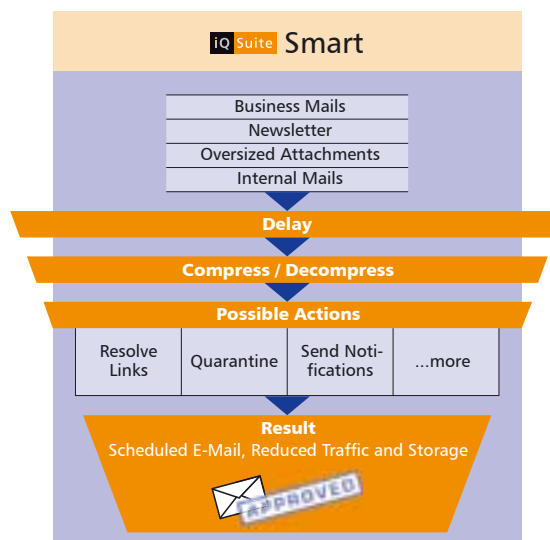 iQ Suite Smart
Business Mails
Newsletter
Oversized Attachments
Internal Mails
Delay
Compress / Decompress
Possible Actions
Resolve
Links
Quarantine
Send Noti-
fications
...more
Result
Scheduled E-Mail, Reduced Traffic and Storage
APPROVED